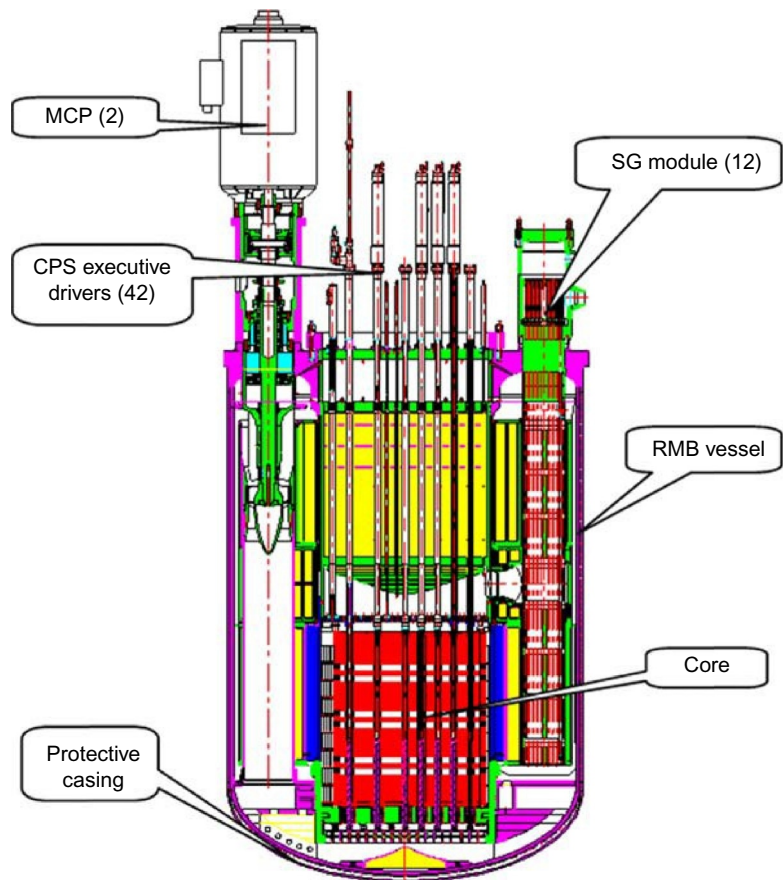 MCP (2)
SG module (12)
CPS executive
drivers (42)
RMB vessel
Core
Protective
casing